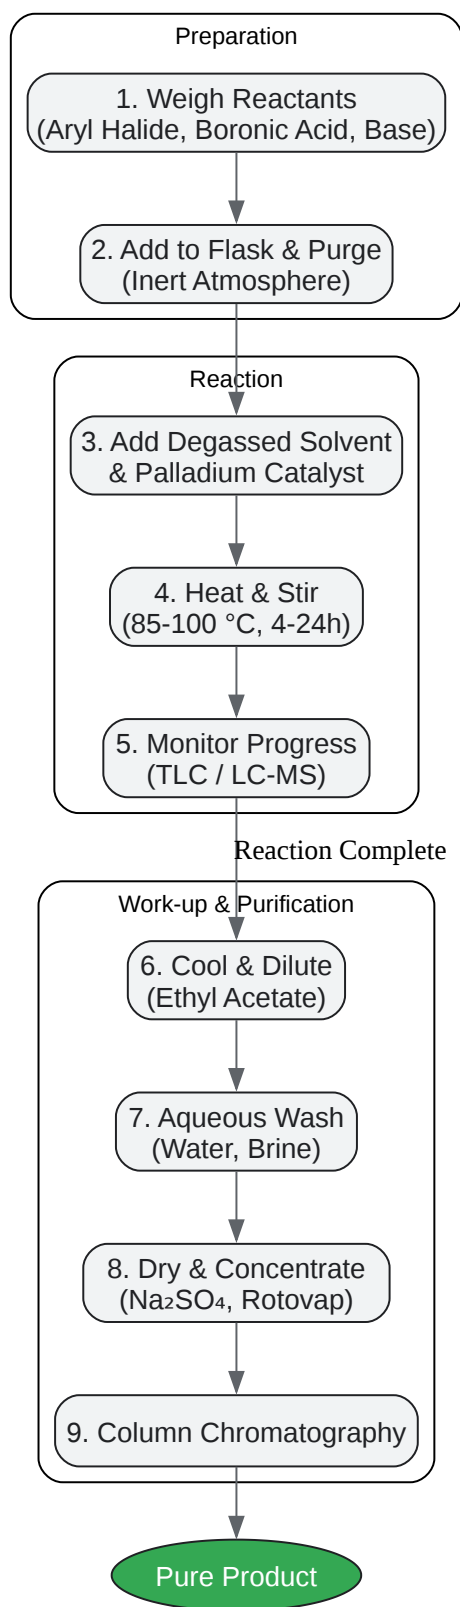 Preparation
1. Weigh Reactants
(Aryl Halide, Boronic Acid, Base)
2. Add to Flask & Purge
(Inert Atmosphere)
Reaction
3. Add Degassed Solvent
& Palladium Catalyst
4. Heat & Stir
(85-100 °C, 4-24h)
5. Monitor Progress
(TLC / LC-MS)
Reaction Complete
Work-up & Purification
6. Cool & Dilute
(Ethyl Acetate)
7. Aqueous Wash
(Water, Brine)
8. Dry & Concentrate
(Na₂SO₄, Rotovap)
9. Column Chromatography
Pure Product